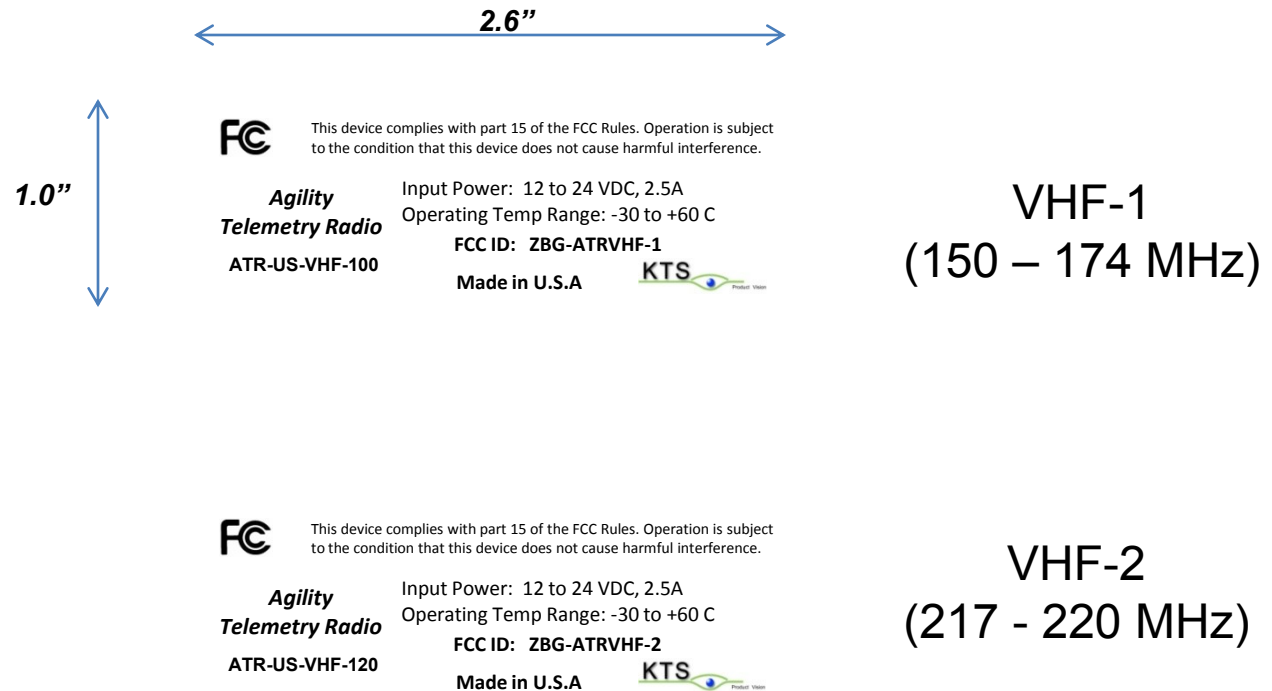 2.6”
1.0”
FC
This device complies with part 15 of the FCC Rules. Operation is subject
to the condition that this device does not cause harmful interference.
Agility
Telemetry Radio
ATR-US-VHF-100
Input Power: 12 to 24 VDC, 2.5A
Operating Temp Range: -30 to +60 C
FCC ID: ZBG-ATRVHF-1
Made in U.S.A
KTS
Product Vision
VHF-1
(150 – 174 MHz)
FC
This device complies with part 15 of the FCC Rules. Operation is subject
to the condition that this device does not cause harmful interference.
Agility
Telemetry Radio
ATR-US-VHF-120
Input Power: 12 to 24 VDC, 2.5A
Operating Temp Range: -30 to +60 C
FCC ID: ZBG-ATRVHF-2
Made in U.S.A
KTS
Product Vision
VHF-2
(217 - 220 MHz)